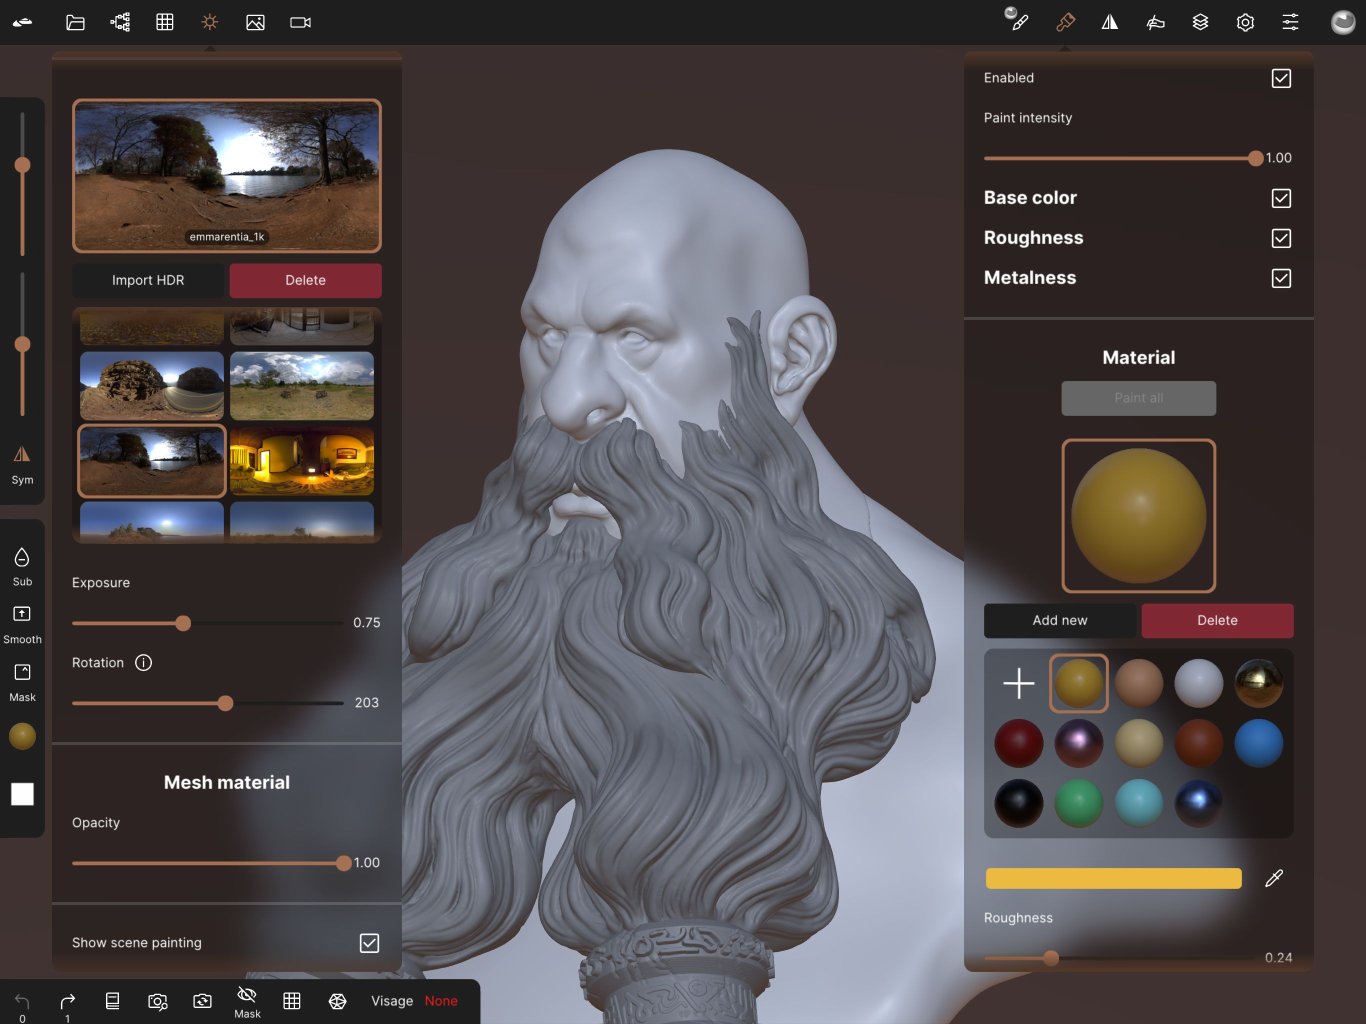 emmarentia_1k
Import HDR
Delete
Exposure
0.75
Rotation
203
Mesh material
Opacity
1.00
Show scene painting
Sym
Sub
Smooth
Mask
Enabled
Paint intensity
1.00
Base color
Roughness
Metalness
Material
Paint all
Add new
Delete
Roughness
0.24
0
1
Mask
Visage None